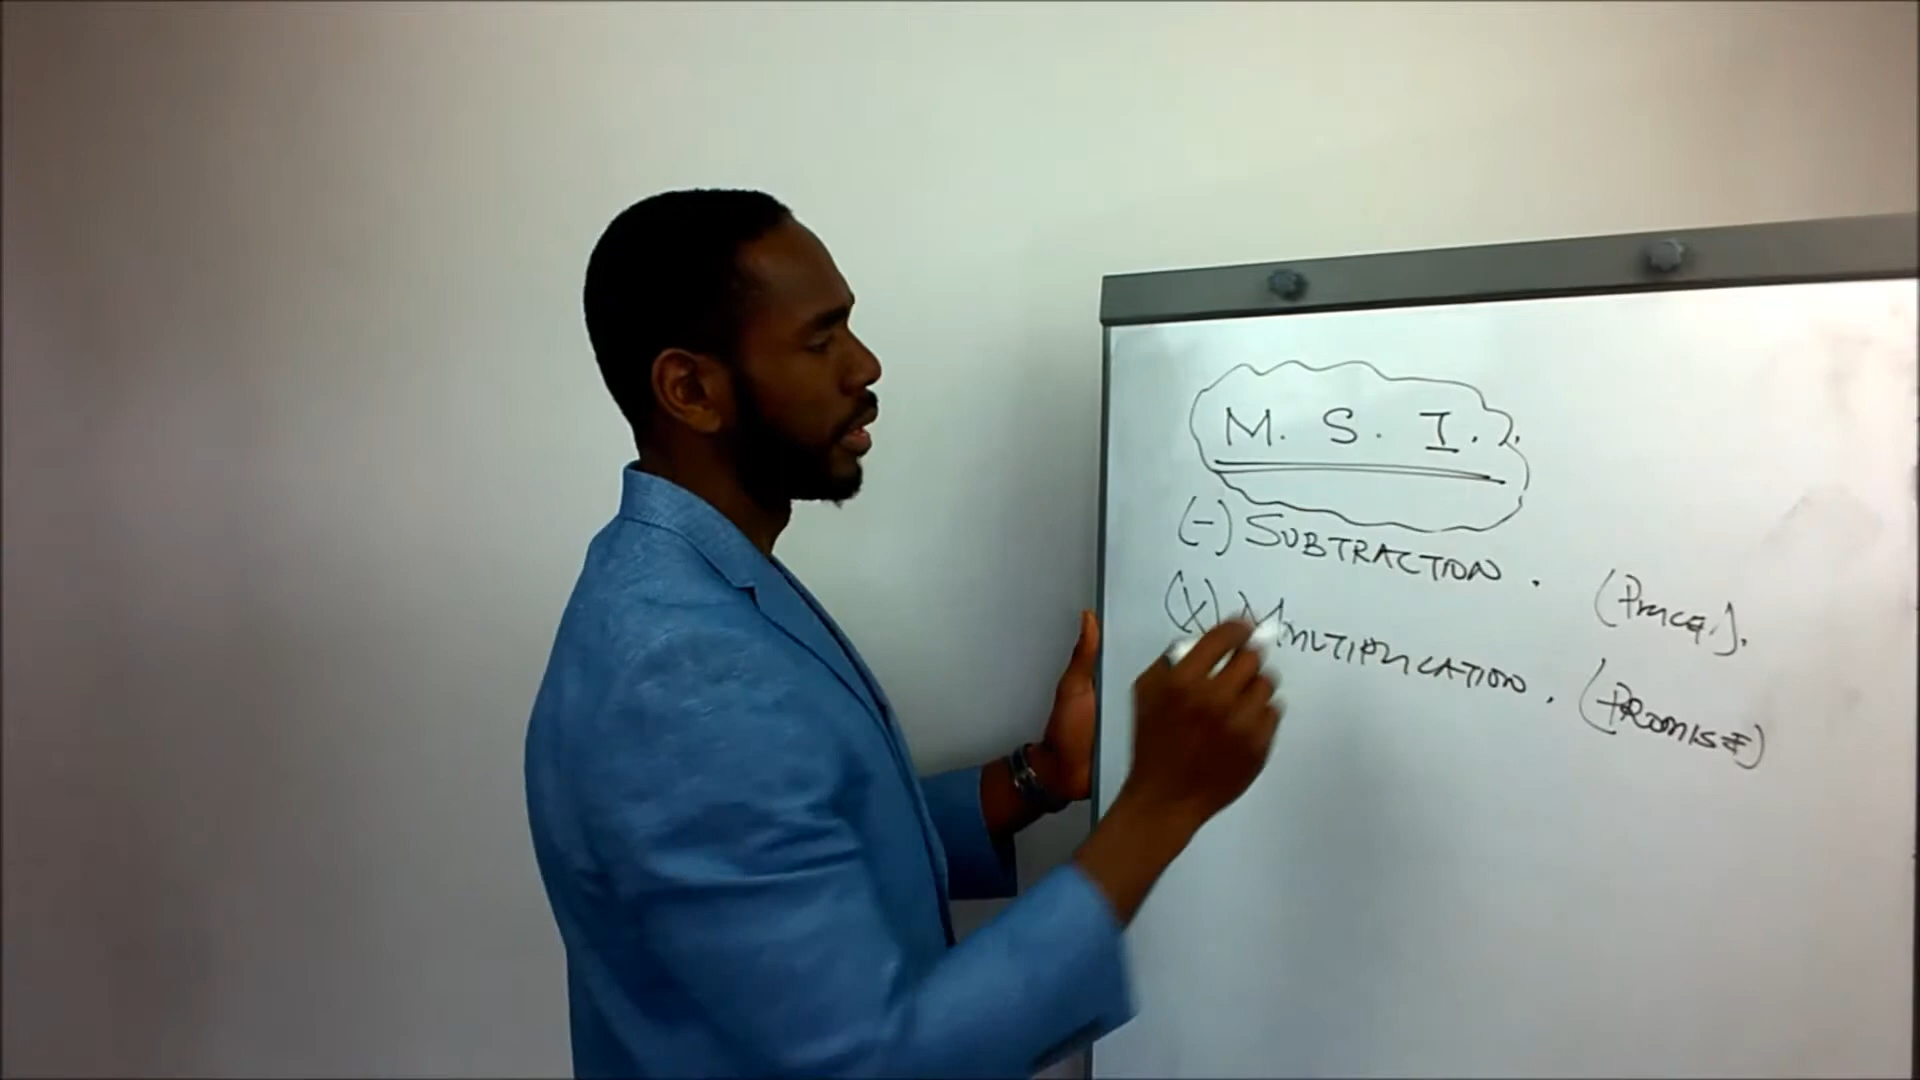 M. S. I.
(-) SUBTRACTION. (PRICE.).
(X) MULTIPLICATION. (PROMISE)